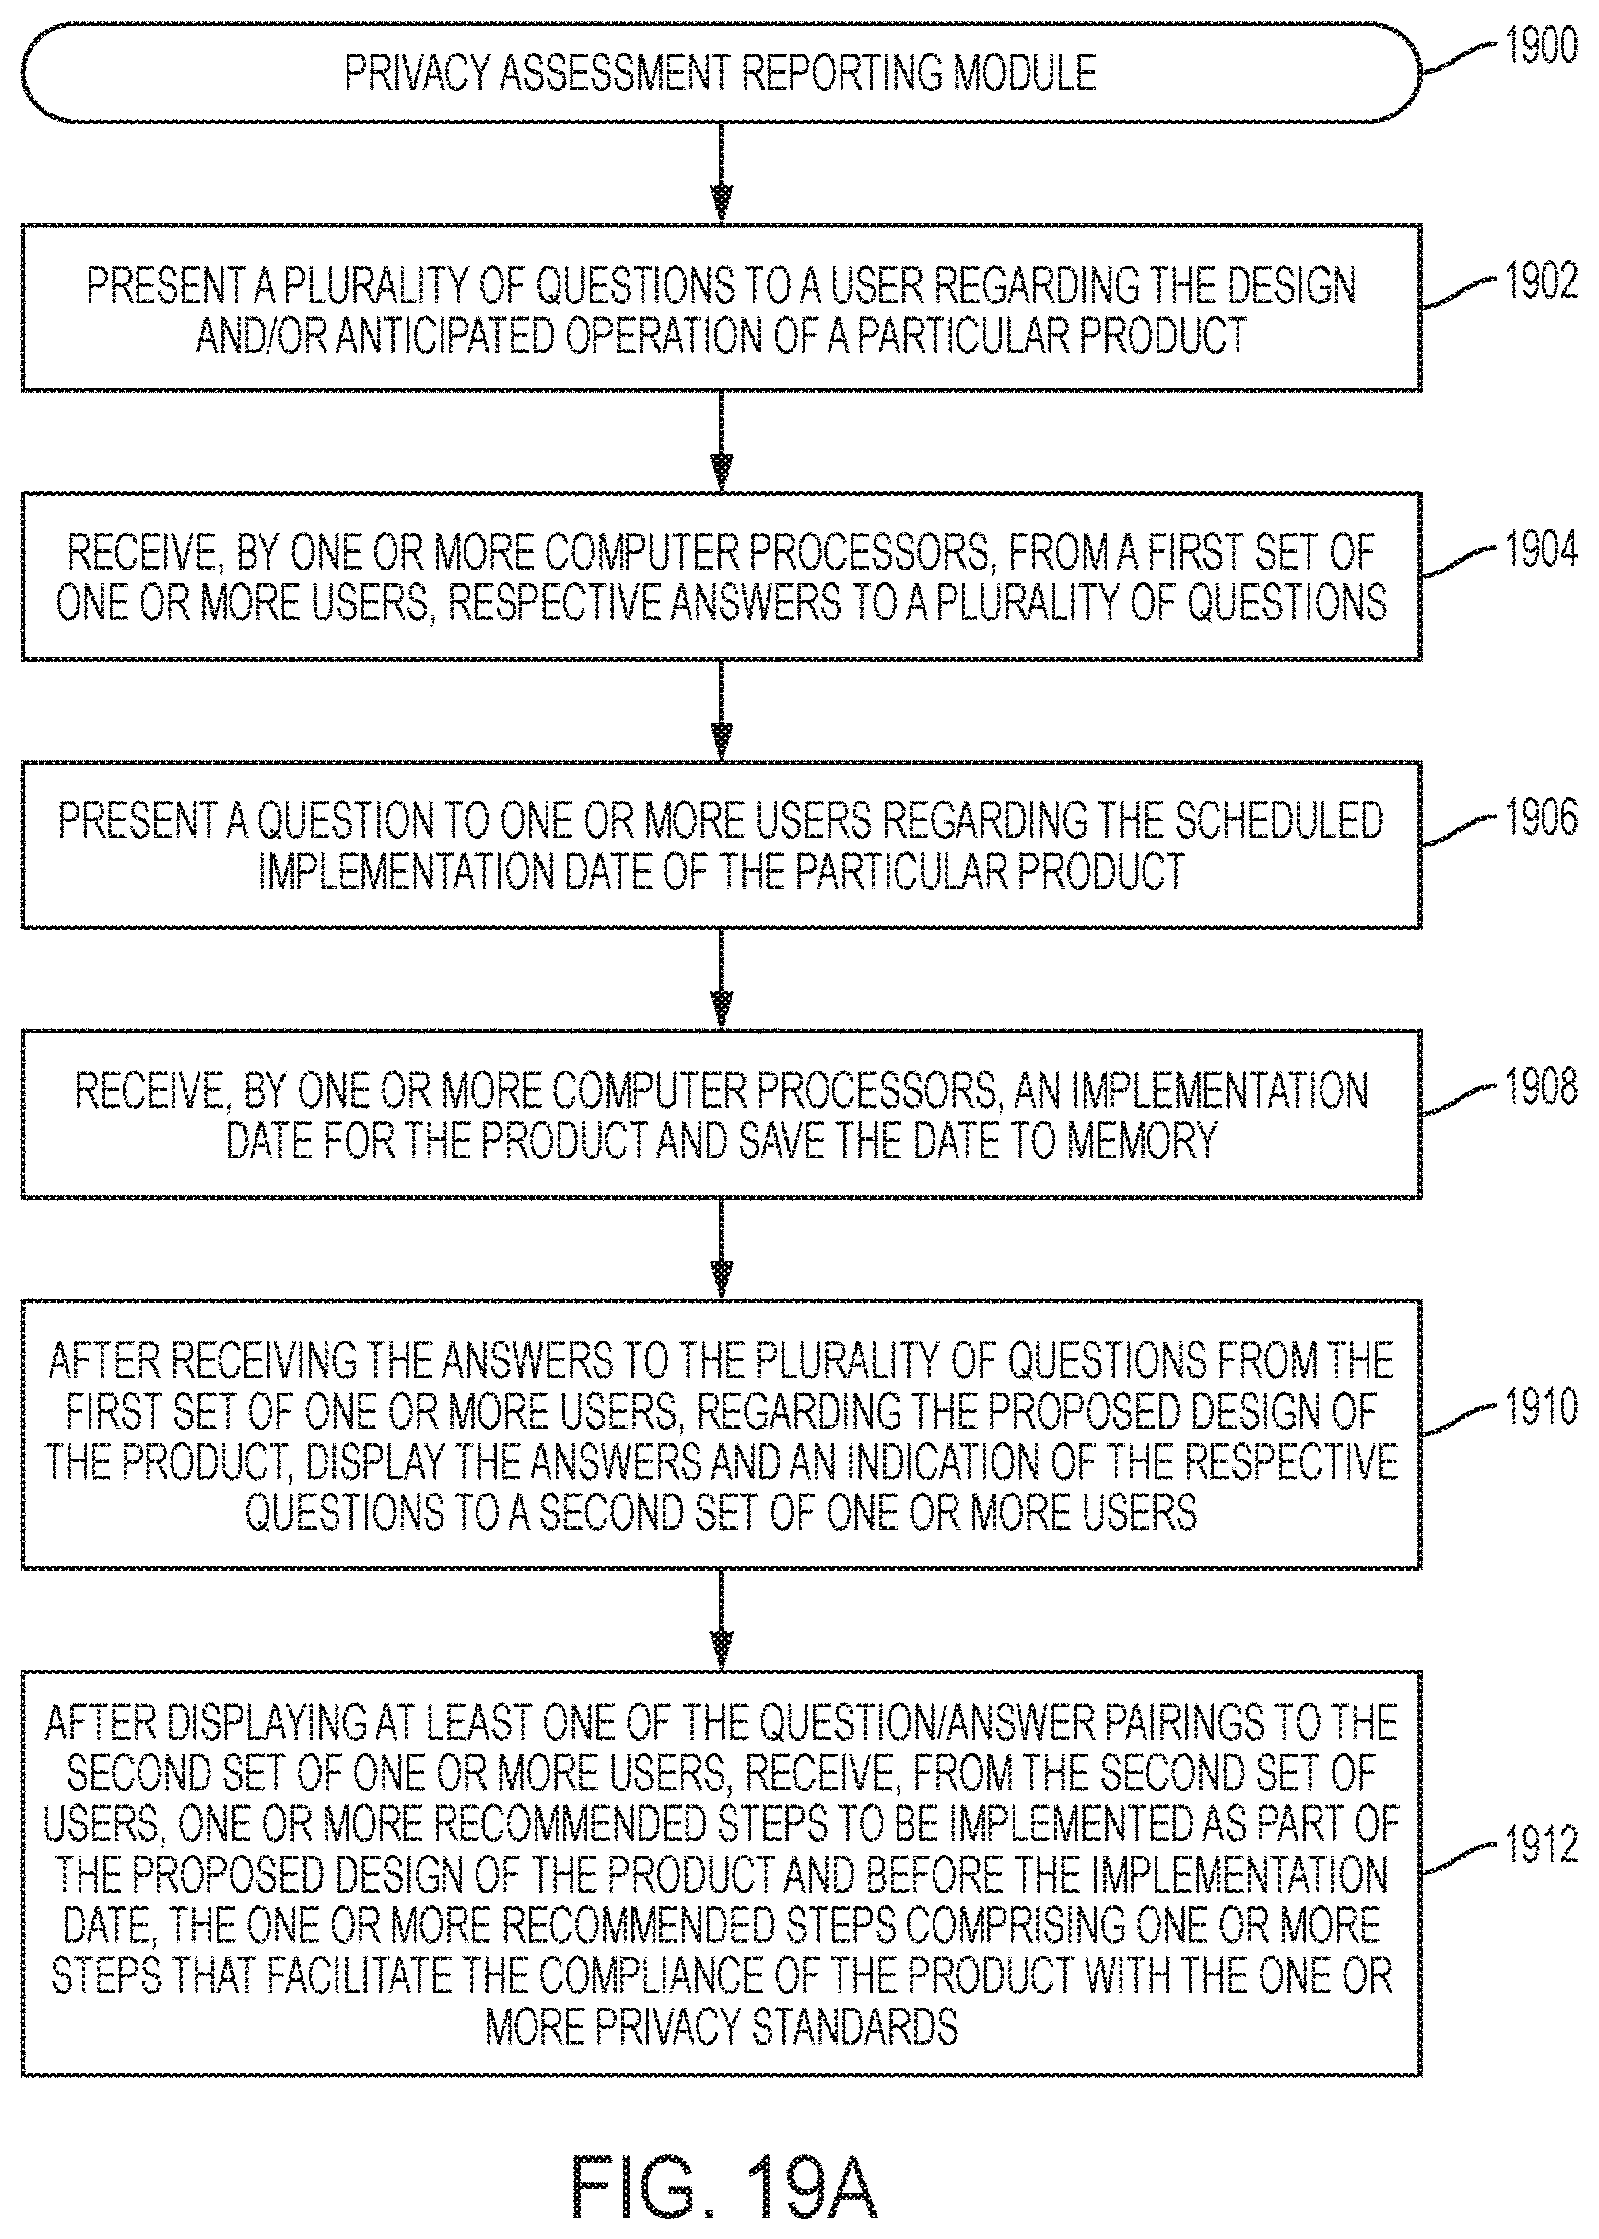 PRIVACY ASSESSMENT REPORTING MODULE
1900
PRESENT A PLURALITY OF QUESTIONS TO A USER REGARDING THE DESIGN
AND/OR ANTICIPATED OPERATION OF A PARTICULAR PRODUCT
1902
RECEIVE, BY ONE OR MORE COMPUTER PROCESSORS, FROM A FIRST SET OF
ONE OR MORE USERS, RESPECTIVE ANSWERS TO A PLURALITY OF QUESTIONS
1904
PRESENT A QUESTION TO ONE OR MORE USERS REGARDING THE SCHEDULED
IMPLEMENTATION DATE OF THE PARTICULAR PRODUCT
1906
RECEIVE, BY ONE OR MORE COMPUTER PROCESSORS, AN IMPLEMENTATION
DATE FOR THE PRODUCT AND SAVE THE DATE TO MEMORY
1908
AFTER RECEIVING THE ANSWERS TO THE PLURALITY OF QUESTIONS FROM THE
FIRST SET OF ONE OR MORE USERS, REGARDING THE PROPOSED DESIGN OF
THE PRODUCT, DISPLAY THE ANSWERS AND AN INDICATION OF THE RESPECTIVE
QUESTIONS TO A SECOND SET OF ONE OR MORE USERS
1910
AFTER DISPLAYING AT LEAST ONE OF THE QUESTION/ANSWER PAIRINGS TO THE
SECOND SET OF ONE OR MORE USERS, RECEIVE, FROM THE SECOND SET OF
USERS, ONE OR MORE RECOMMENDED STEPS TO BE IMPLEMENTED AS PART OF
THE PROPOSED DESIGN OF THE PRODUCT AND BEFORE THE IMPLEMENTATION
DATE, THE ONE OR MORE RECOMMENDED STEPS COMPRISING ONE OR MORE
STEPS THAT FACILITATE THE COMPLIANCE OF THE PRODUCT WITH THE ONE OR
MORE PRIVACY STANDARDS
1912
FIG. 19A